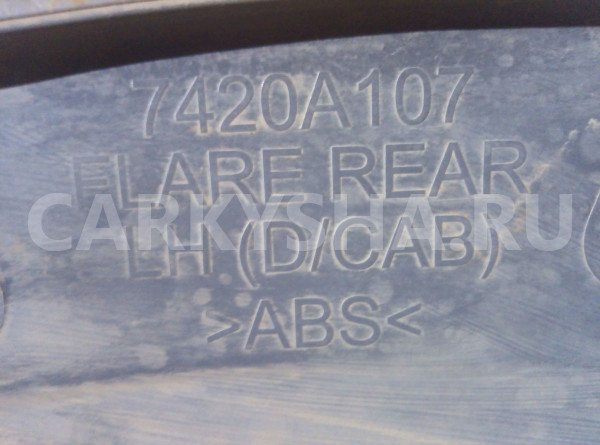 7420A107
FLARE REAR
CARKYSHA.RU
LH (D/CAB)
>ABS<